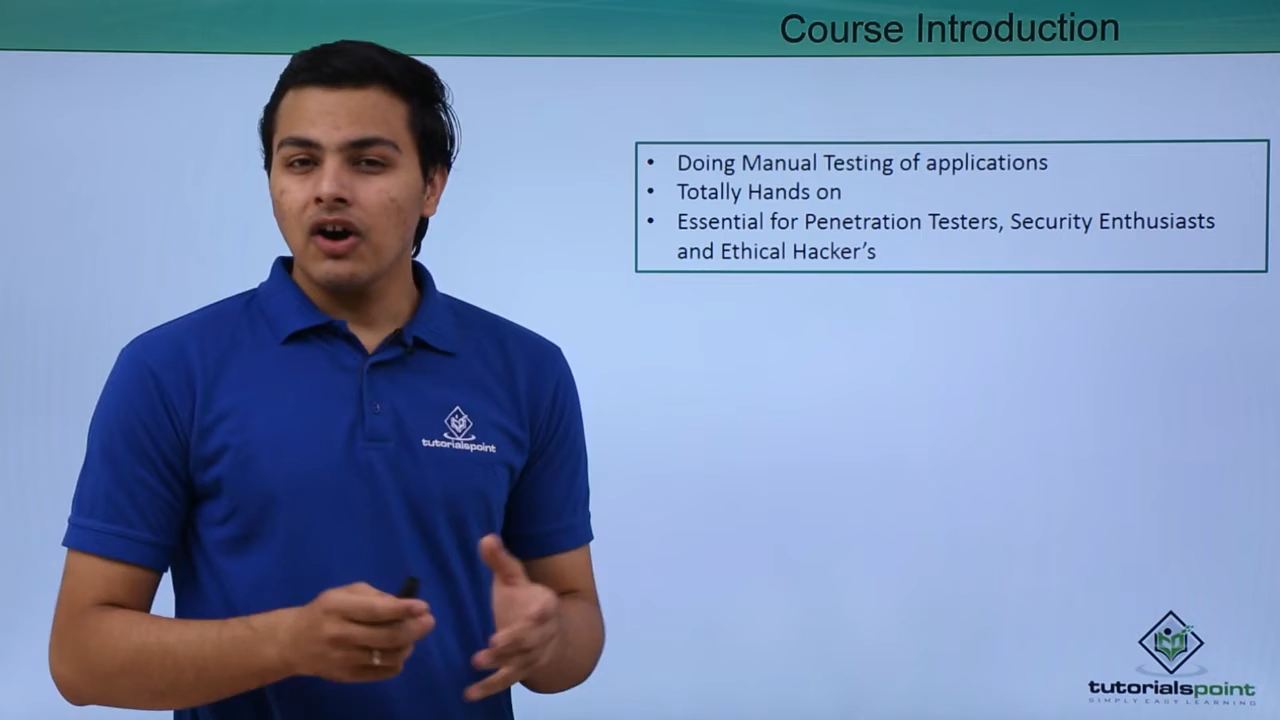 Course Introduction
• Doing Manual Testing of applications
• Totally Hands on
• Essential for Penetration Testers, Security Enthusiasts
and Ethical Hacker's
tutorialspoint
tutorialspoint
SIMPLY EASY LEARNING